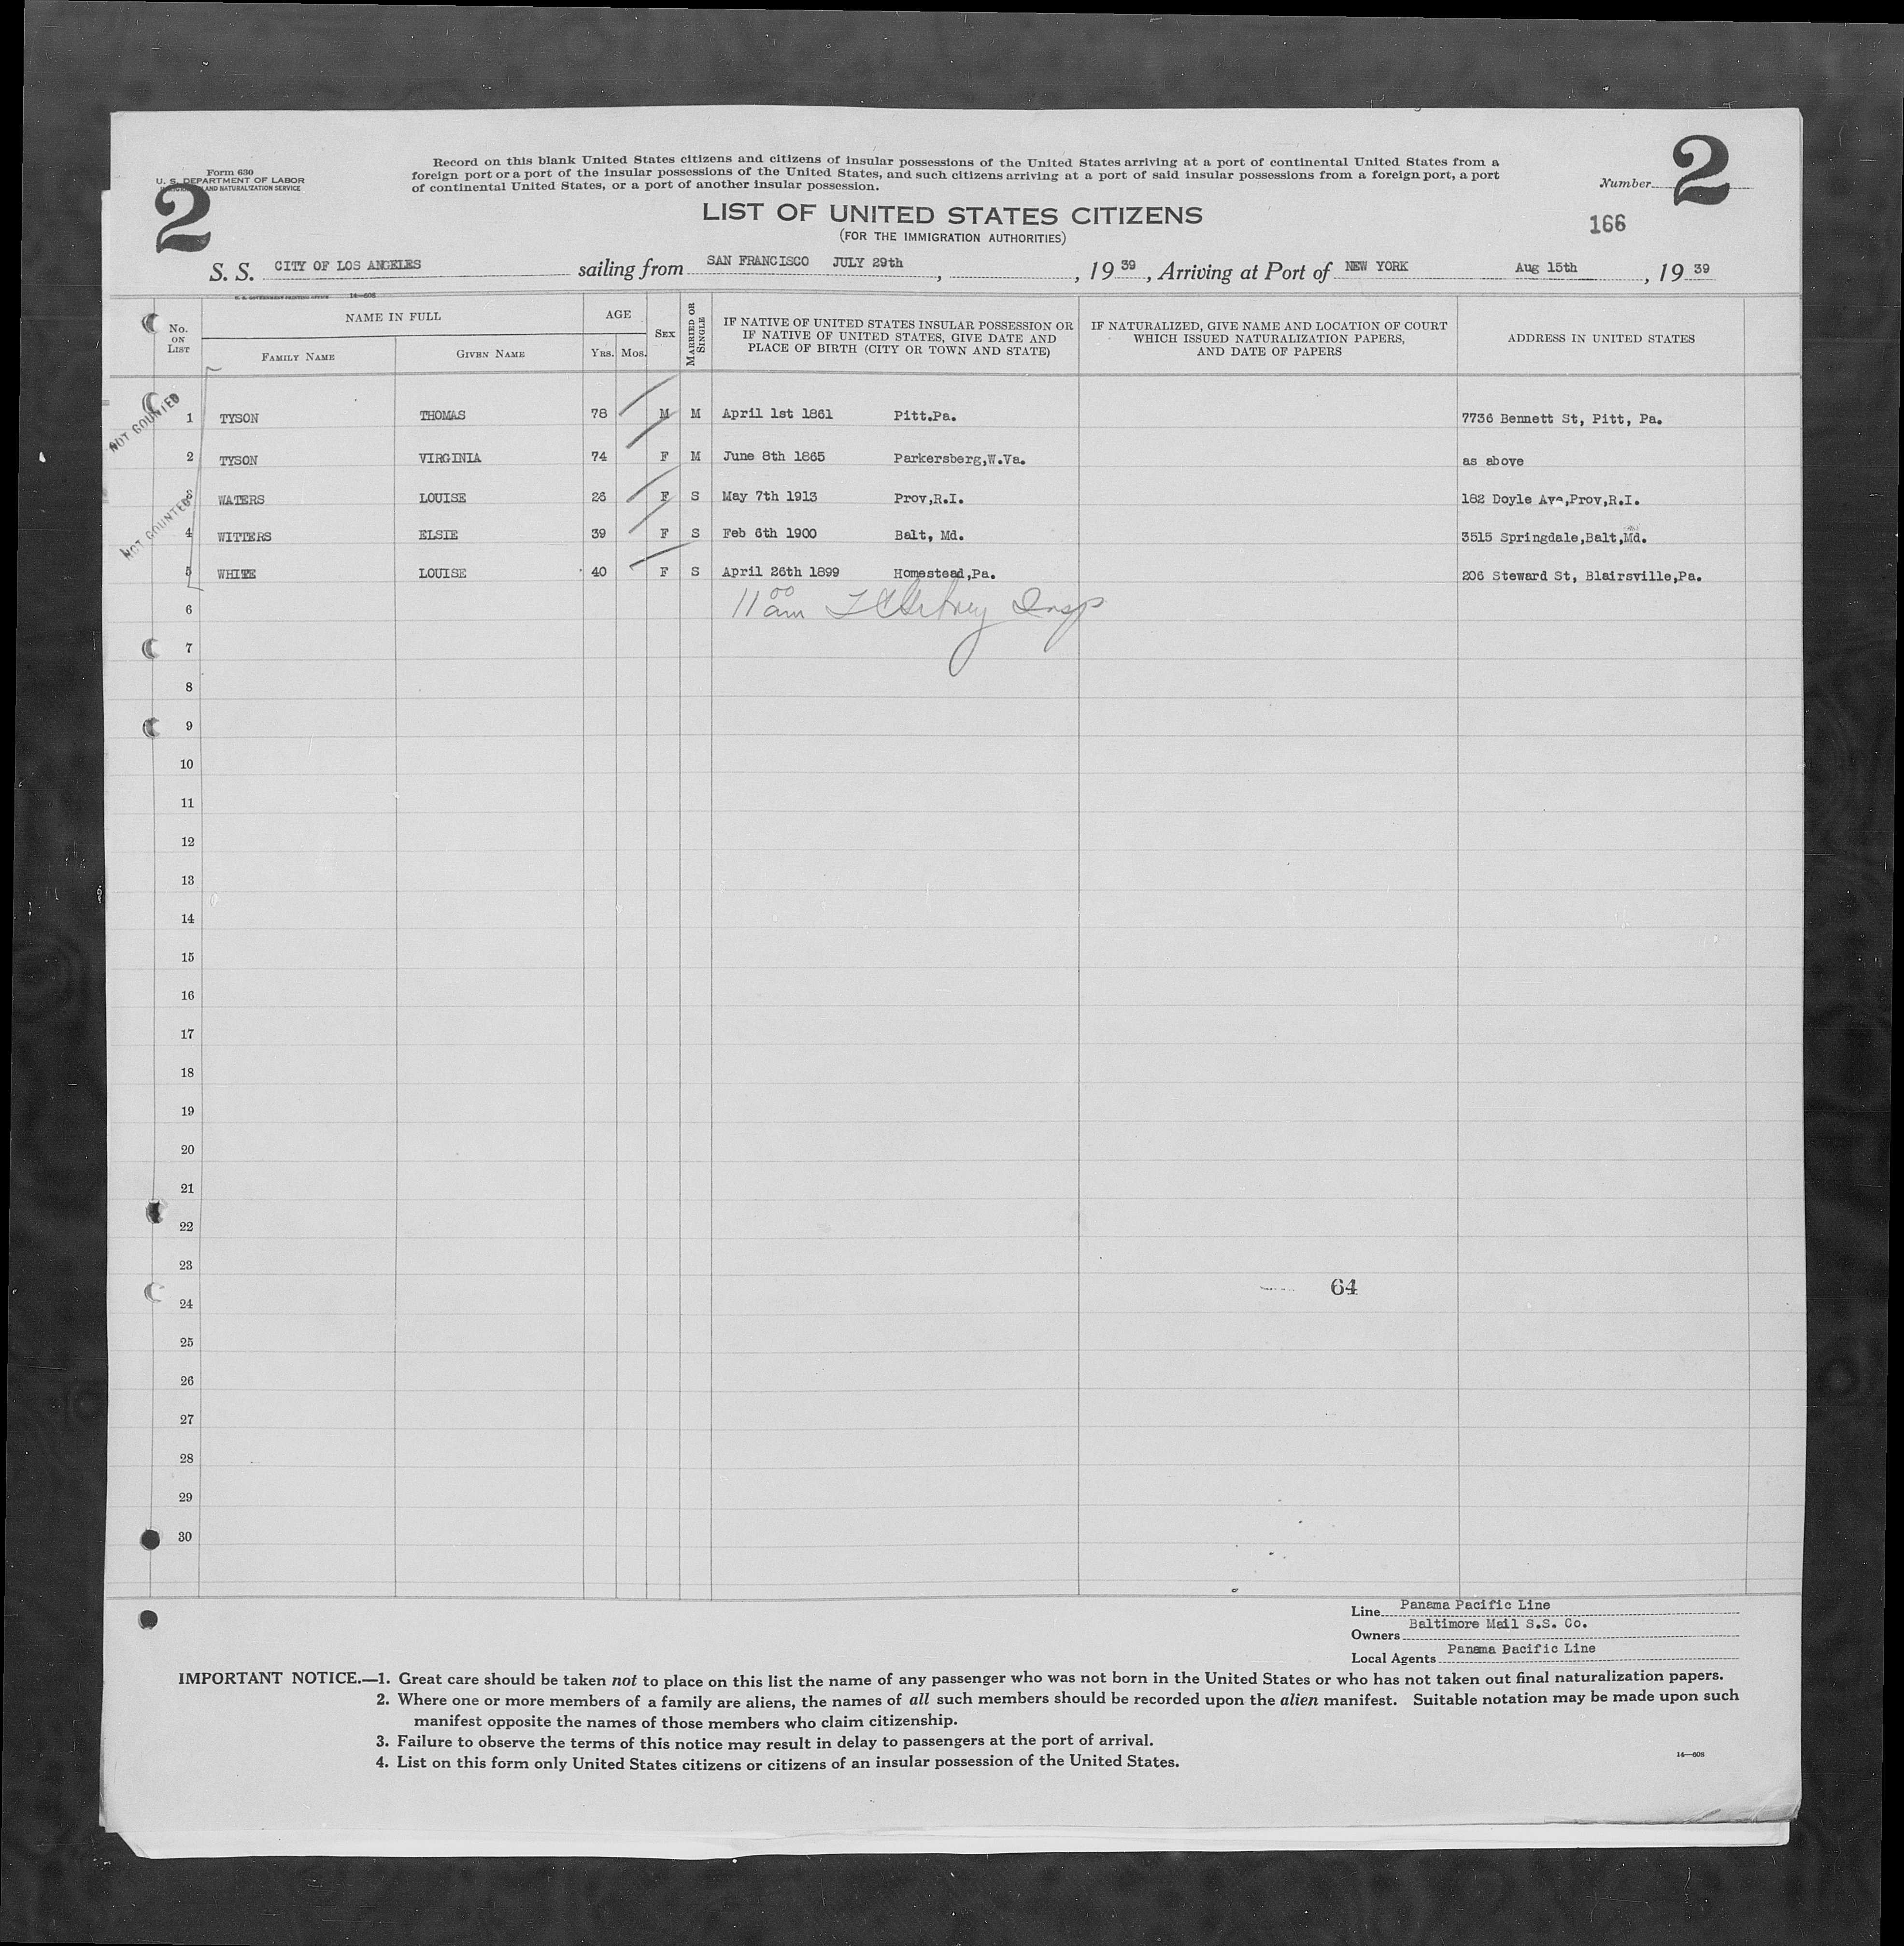 Form 630
U. S. DEPARTMENT OF LABOR
IMMIGRATION AND NATURALIZATION SERVICE
2
Record on this blank United States citizens and citizens of insular possessions of the United States arriving at a port of continental United States from a
foreign port or a port of the insular possessions of the United States, and such citizens arriving at a port of said insular possessions from a foreign port, a port
of continental United States, or a port of another insular possession.
Number 2
LIST OF UNITED STATES CITIZENS
(FOR THE IMMIGRATION AUTHORITIES)
166
S. S. CITY OF LOS ANGELES sailing from SAN FRANCISCO JULY 29th, , 19 39, Arriving at Port of NEW YORK Aug 15th, 19 39
U. S. GOVERNMENT PRINTING OFFICE 14—608
No. ON LIST
NAME IN FULL
FAMILY NAME
GIVEN NAME
AGE
YRS. MOS.
SEX
MARRIED OR SINGLE
IF NATIVE OF UNITED STATES INSULAR POSSESSION OR
IF NATIVE OF UNITED STATES, GIVE DATE AND
PLACE OF BIRTH (CITY OR TOWN AND STATE)
IF NATURALIZED, GIVE NAME AND LOCATION OF COURT
WHICH ISSUED NATURALIZATION PAPERS,
AND DATE OF PAPERS
ADDRESS IN UNITED STATES
NOT COUNTED
1 TYSON THOMAS 78 M M April 1st 1861 Pitt.Pa. 7736 Bennett St, Pitt, Pa.
2 TYSON VIRGINIA 74 F M June 8th 1865 Parkersberg,W.Va. as above
NOT COUNTED
3 WATERS LOUISE 26 F S May 7th 1913 Prov,R.I. 182 Doyle Ave,Prov,R.I.
4 WITTERS ELSIE 39 F S Feb 6th 1900 Balt, Md. 3515 Springdale,Balt,Md.
5 WHITE LOUISE 40 F S April 26th 1899 Homestead,Pa. 206 Steward St, Blairsville,Pa.
6 11 00 am Insp
7
8
9
10
11
12
13
14
15
16
17
18
19
20
21
22
23
64
24
25
26
27
28
29
30
Line Panama Pacific Line
Owners Baltimore Mail S.S. Co.
Local Agents Panama Pacific Line
IMPORTANT NOTICE.—1. Great care should be taken not to place on this list the name of any passenger who was not born in the United States or who has not taken out final naturalization papers.
2. Where one or more members of a family are aliens, the names of all such members should be recorded upon the alien manifest. Suitable notation may be made upon such
manifest opposite the names of those members who claim citizenship.
3. Failure to observe the terms of this notice may result in delay to passengers at the port of arrival.
4. List on this form only United States citizens or citizens of an insular possession of the United States.
14—608